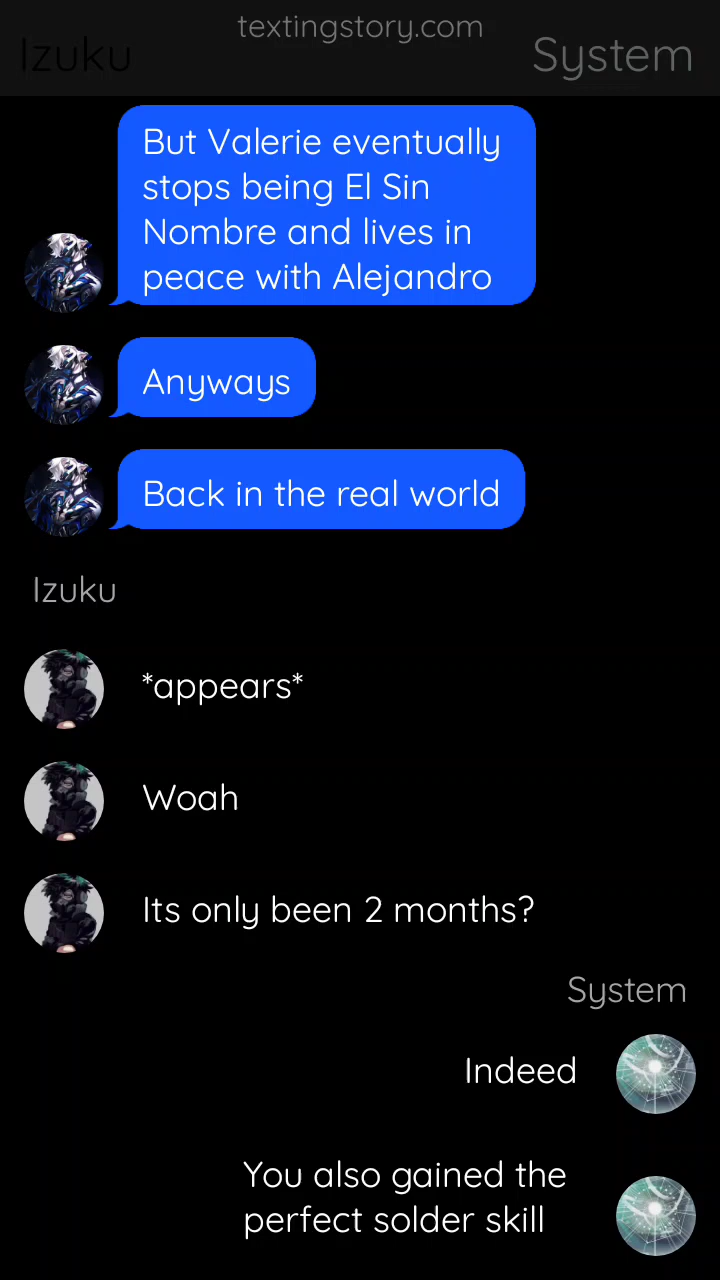 textingstory.com
Izuku
System
But Valerie eventually
stops being El Sin
Nombre and lives in
peace with Alejandro
Anyways
Back in the real world
Izuku
*appears*
Woah
Its only been 2 months?
System
Indeed
You also gained the
perfect solder skill